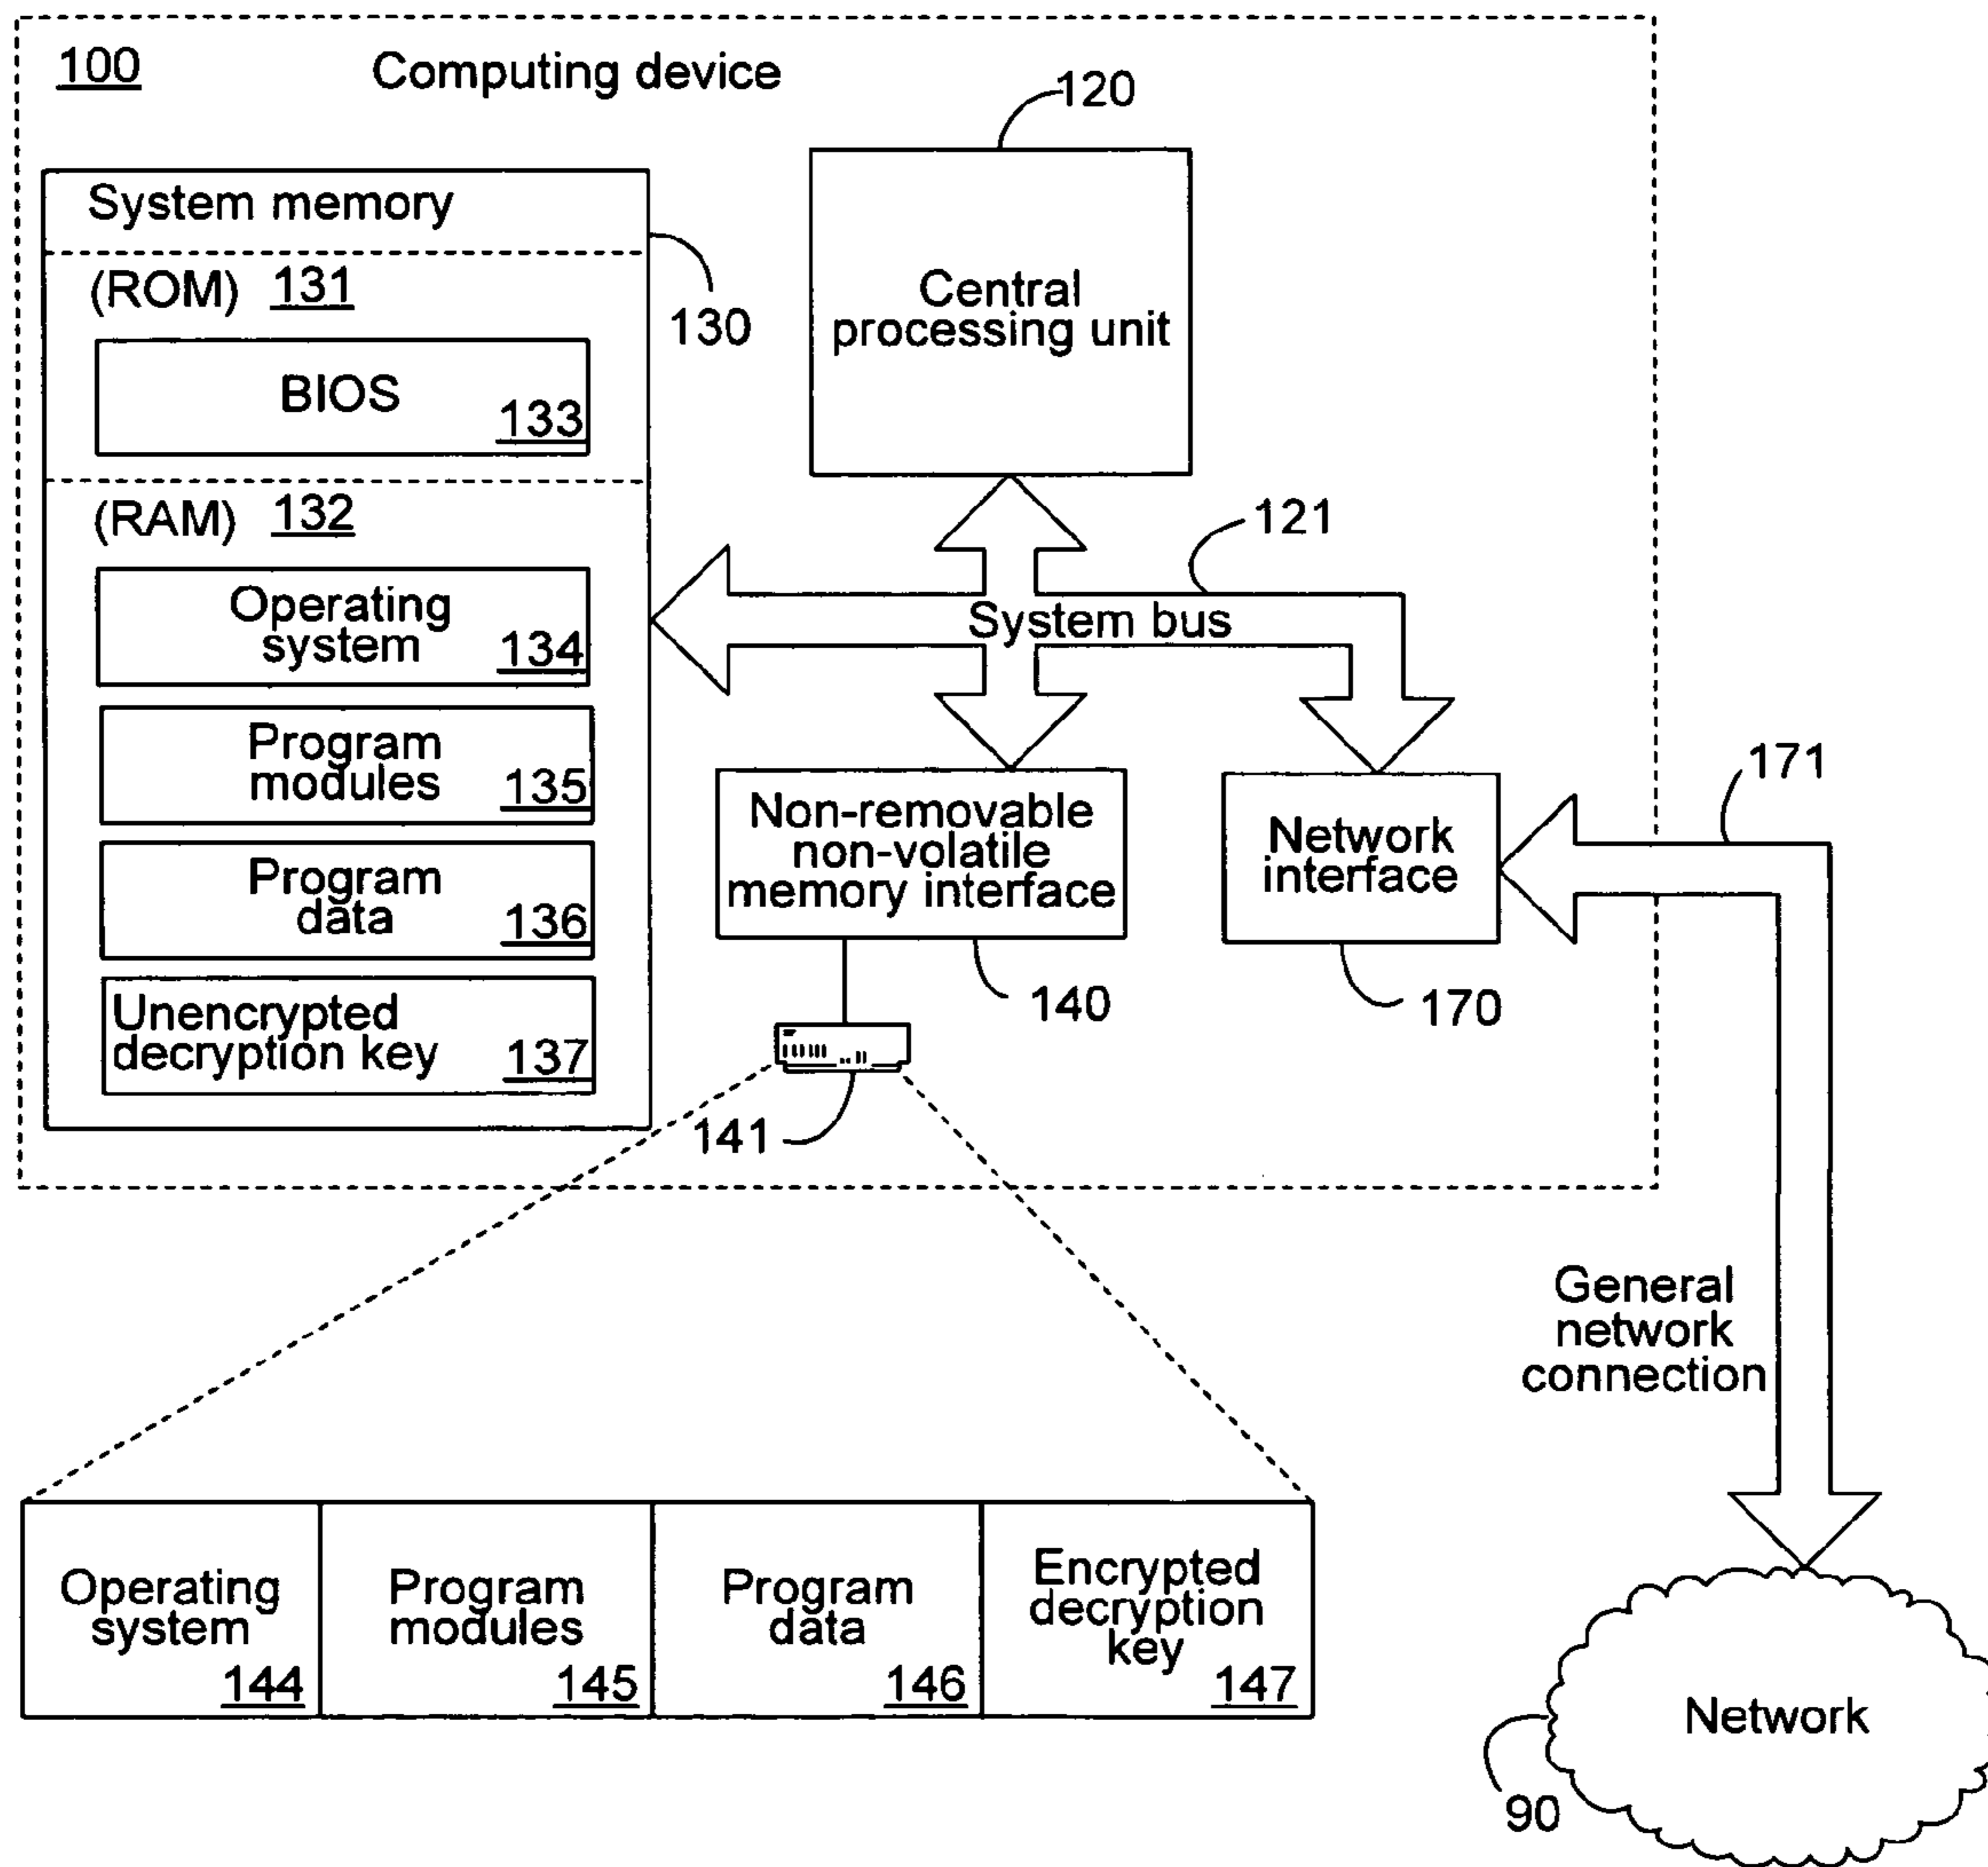 100 Computing device
120
System memory
(ROM) 131
130
BIOS
133
(RAM) 132
Operating
system
134
Program
modules
135
Program
data
136
Unencrypted
decryption key
137
Central
processing unit
121
System bus
Non-removable
non-volatile
memory interface
140
141
Network
interface
170
171
General
network
connection
Operating
system
144
Program
modules
145
Program
data
146
Encrypted
decryption
key
147
Network
90